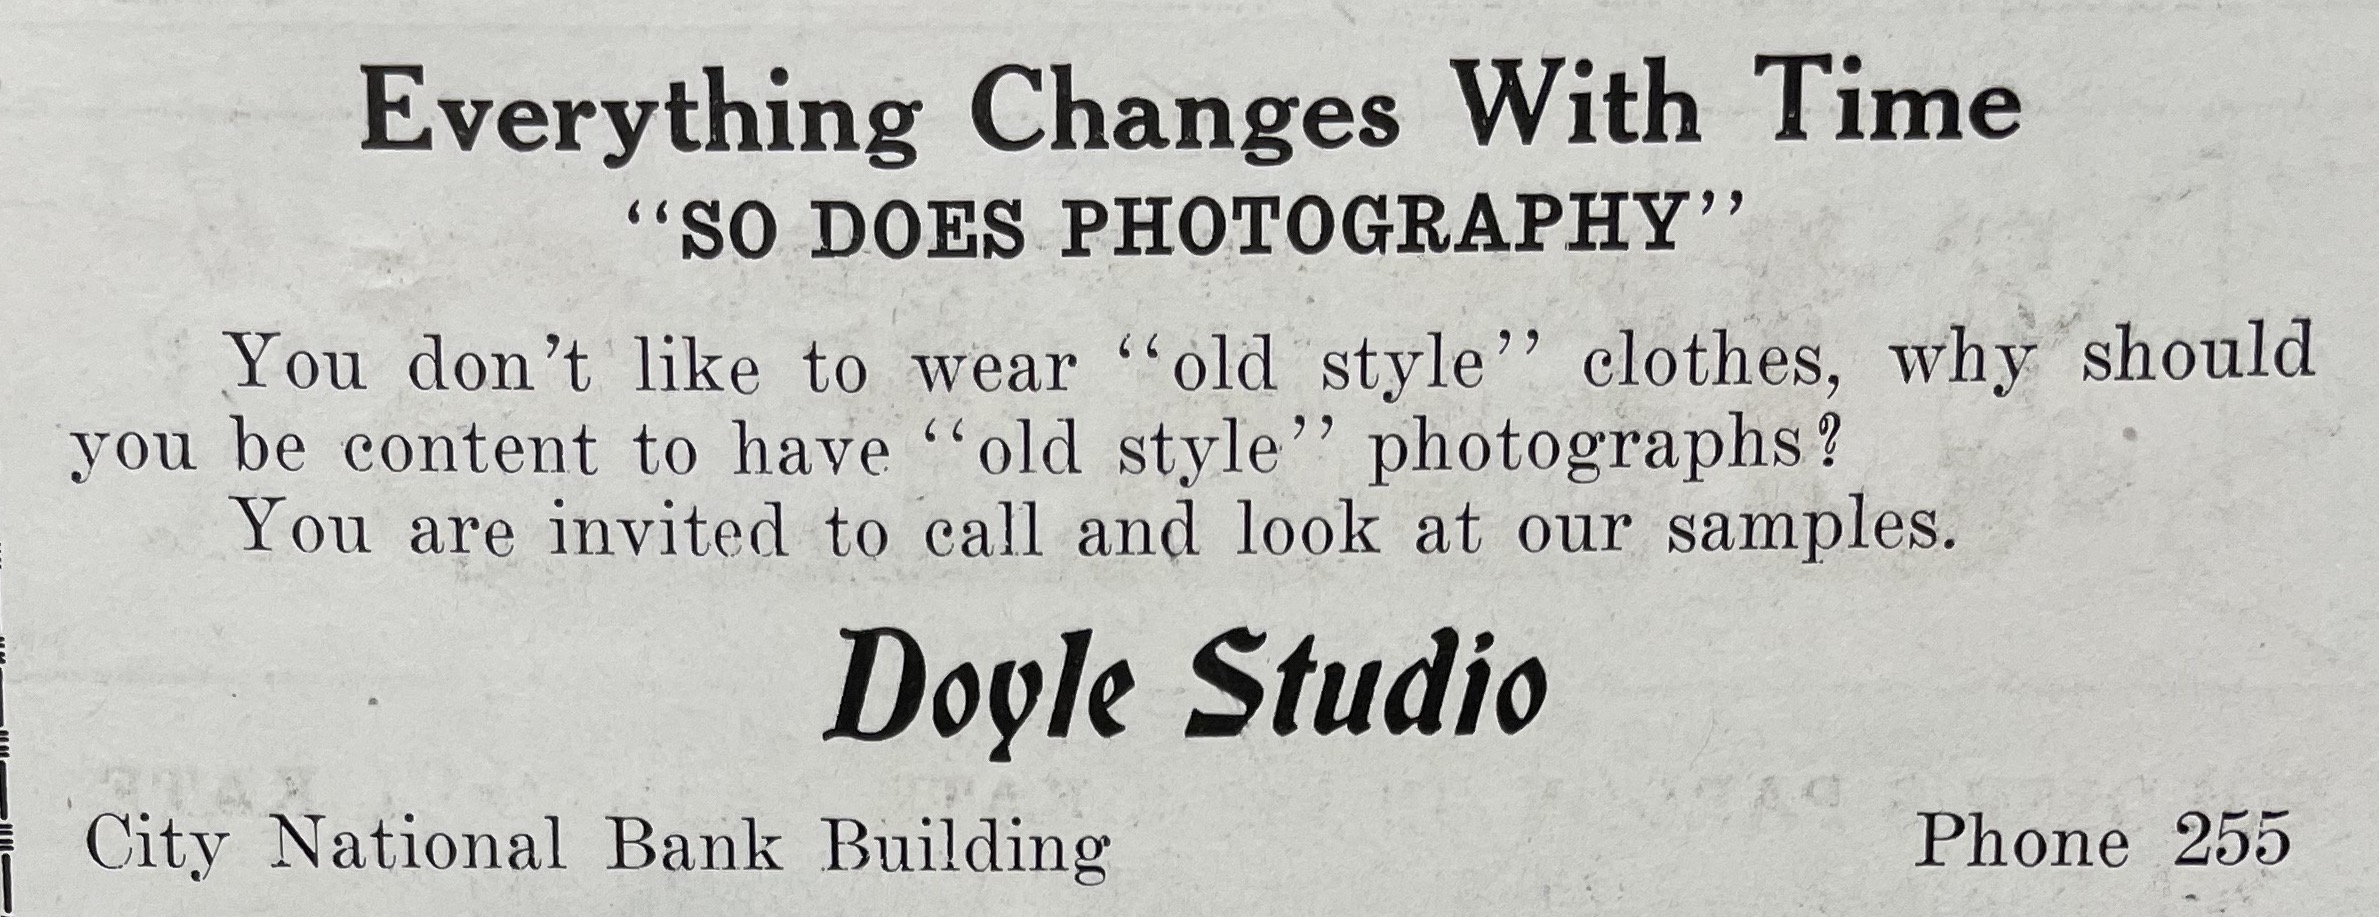 Everything Changes With Time
‘‘SO DOES PHOTOGRAPHY’’
You don't like to wear ‘‘old style’’ clothes, why should
you be content to have ‘‘old style’’ photographs?
You are invited to call and look at our samples.
Doyle Studio
City National Bank Building Phone 255